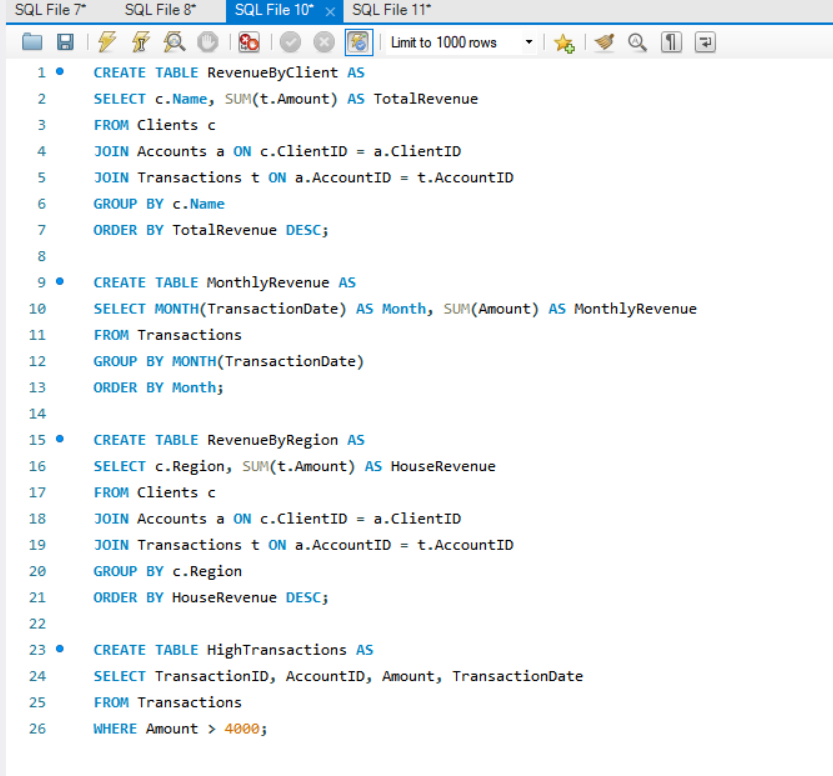 SQL File 7* SQL File 8* SQL File 10* × SQL File 11*
Limit to 1000 rows
1 CREATE TABLE RevenueByClient AS
2 SELECT c.Name, SUM(t.Amount) AS TotalRevenue
3 FROM Clients c
4 JOIN Accounts a ON c.ClientID = a.ClientID
5 JOIN Transactions t ON a.AccountID = t.AccountID
6 GROUP BY c.Name
7 ORDER BY TotalRevenue DESC;
8
9 CREATE TABLE MonthlyRevenue AS
10 SELECT MONTH(TransactionDate) AS Month, SUM(Amount) AS MonthlyRevenue
11 FROM Transactions
12 GROUP BY MONTH(TransactionDate)
13 ORDER BY Month;
14
15 CREATE TABLE RevenueByRegion AS
16 SELECT c.Region, SUM(t.Amount) AS HouseRevenue
17 FROM Clients c
18 JOIN Accounts a ON c.ClientID = a.ClientID
19 JOIN Transactions t ON a.AccountID = t.AccountID
20 GROUP BY c.Region
21 ORDER BY HouseRevenue DESC;
22
23 CREATE TABLE HighTransactions AS
24 SELECT TransactionID, AccountID, Amount, TransactionDate
25 FROM Transactions
26 WHERE Amount > 4000;